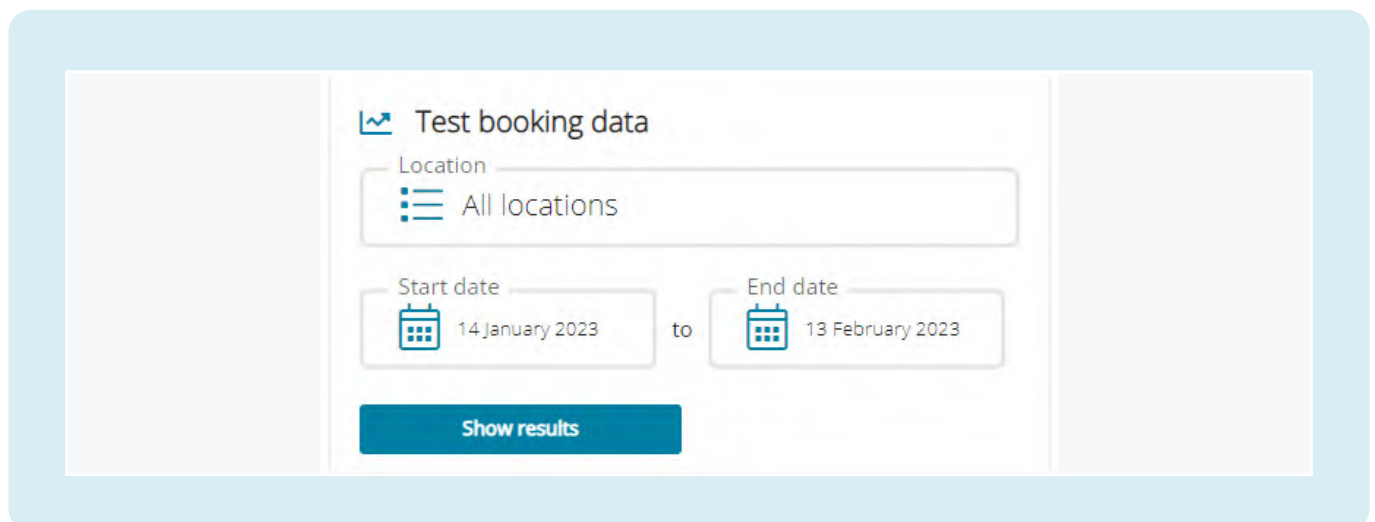 Test booking data
Location
All locations
Start date
End date
14 January 2023 to 13 February 2023
Show results